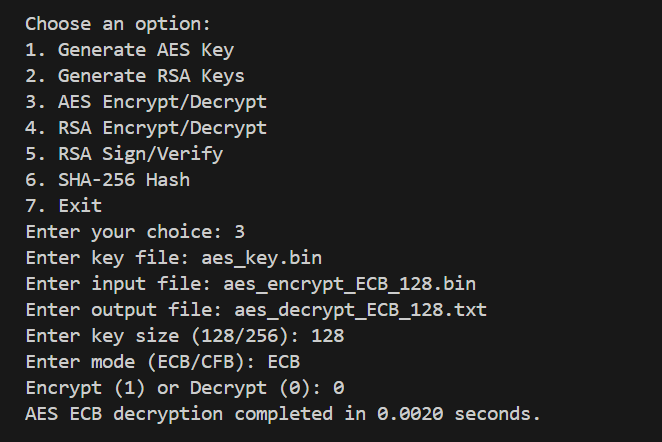 Choose an option:
1. Generate AES Key
2. Generate RSA Keys
3. AES Encrypt/Decrypt
4. RSA Encrypt/Decrypt
5. RSA Sign/Verify
6. SHA-256 Hash
7. Exit
Enter your choice: 3
Enter key file: aes_key.bin
Enter input file: aes_encrypt_ECB_128.bin
Enter output file: aes_decrypt_ECB_128.txt
Enter key size (128/256): 128
Enter mode (ECB/CFB): ECB
Encrypt (1) or Decrypt (0): 0
AES ECB decryption completed in 0.0020 seconds.